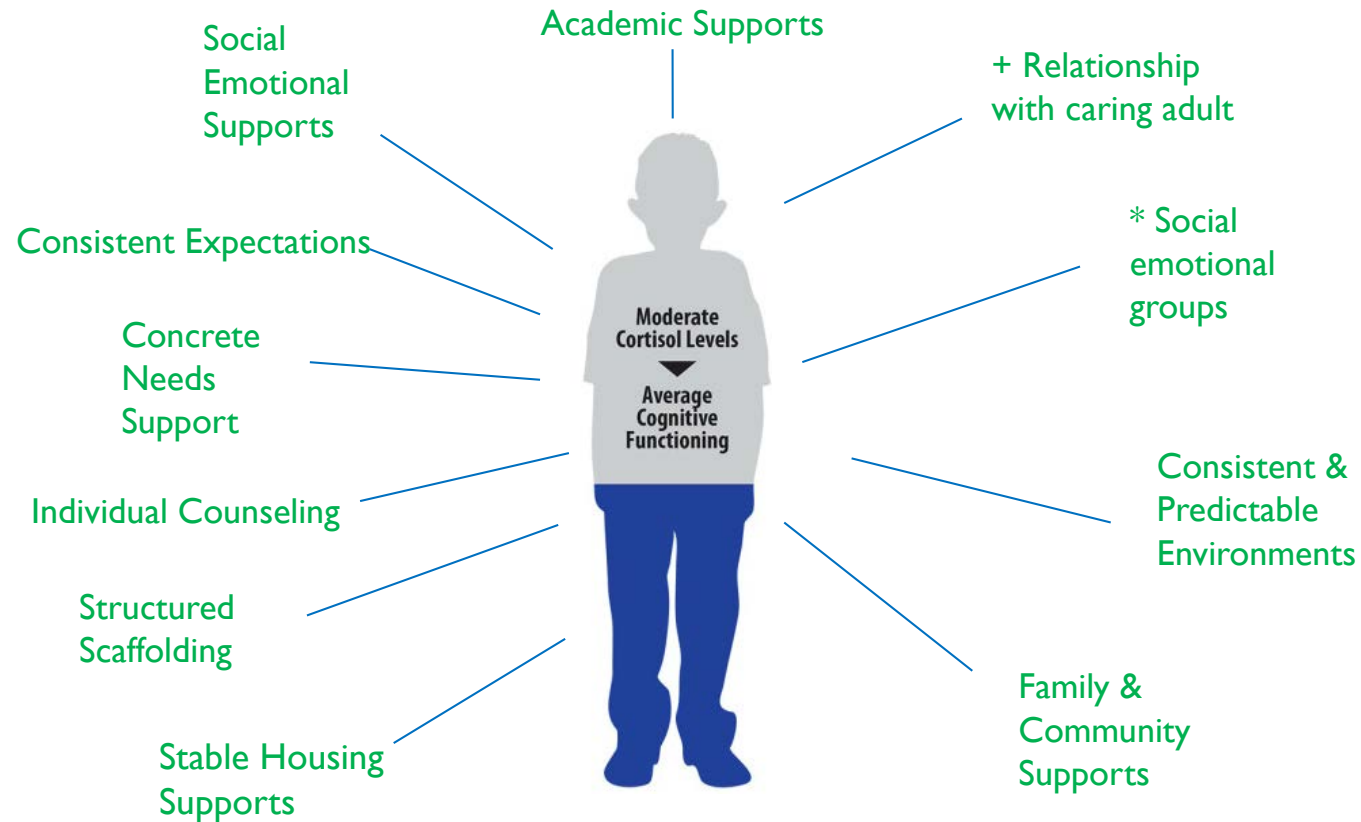 Academic Supports
Social
Emotional
Supports
+ Relationship
with caring adult
Consistent Expectations
* Social
emotional
groups
Moderate
Cortisol Levels
Average
Cognitive
Functioning
Concrete
Needs
Support
Individual Counseling
Consistent &
Predictable
Environments
Structured
Scaffolding
Family &
Community
Supports
Stable Housing
Supports